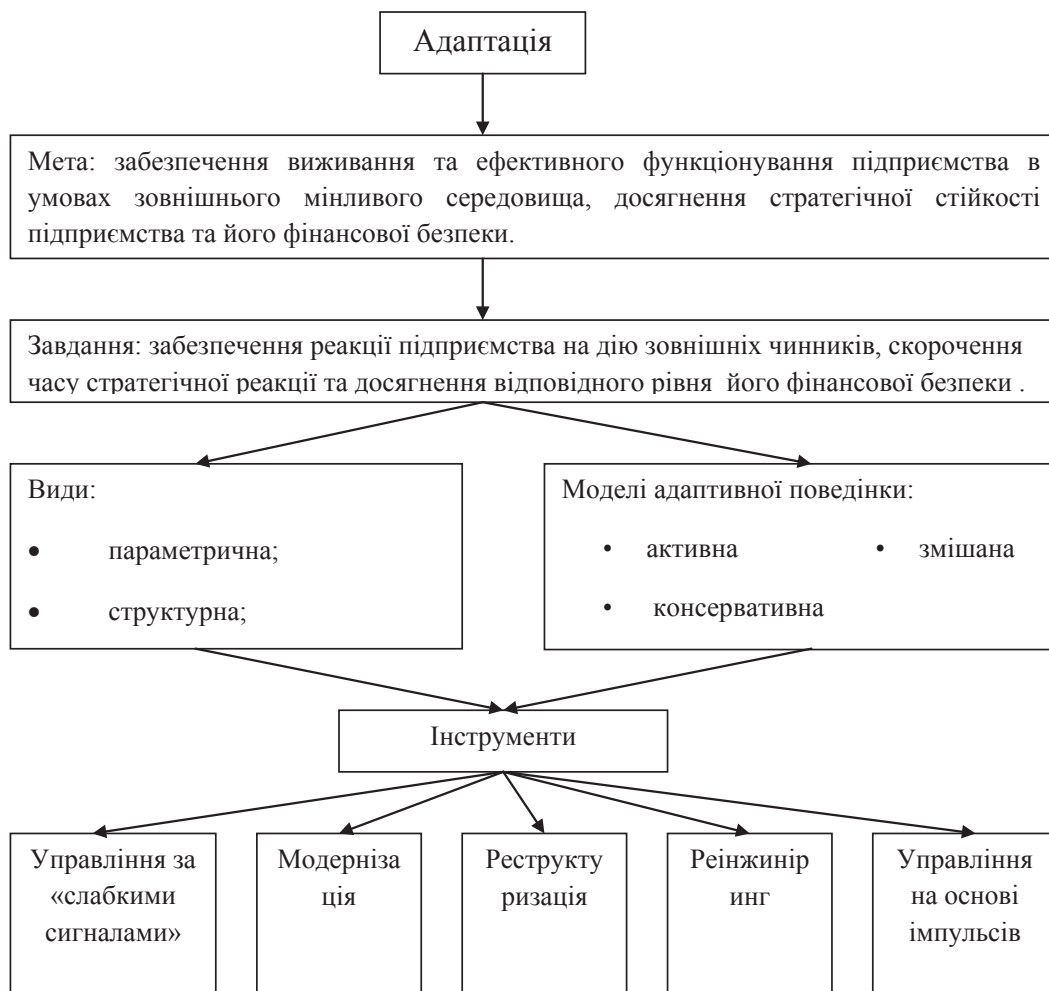 Адаптація
Мета: забезпечення виживання та ефективного функціонування підприємства в
умовах зовнішнього мінливого середовища, досягнення стратегічної стійкості
підприємства та його фінансової безпеки.
Завдання: забезпечення реакції підприємства на дію зовнішніх чинників, скорочення
часу стратегічної реакції та досягнення відповідного рівня його фінансової безпеки .
Види:
• параметрична;
• структурна;
Моделі адаптивної поведінки:
• активна • змішана
• консервативна
Інструменти
Управління за
«слабкими
сигналами»
Модерніза
ція
Реструкту
ризація
Реінжинір
инг
Управління
на основі
імпульсів